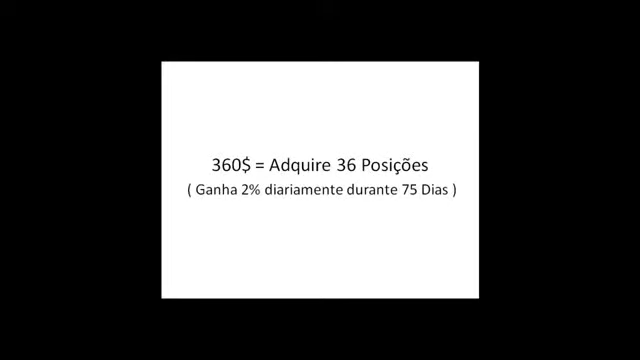 360$ = Adquire 36 Posições
( Ganha 2% diariamente durante 75 Dias )